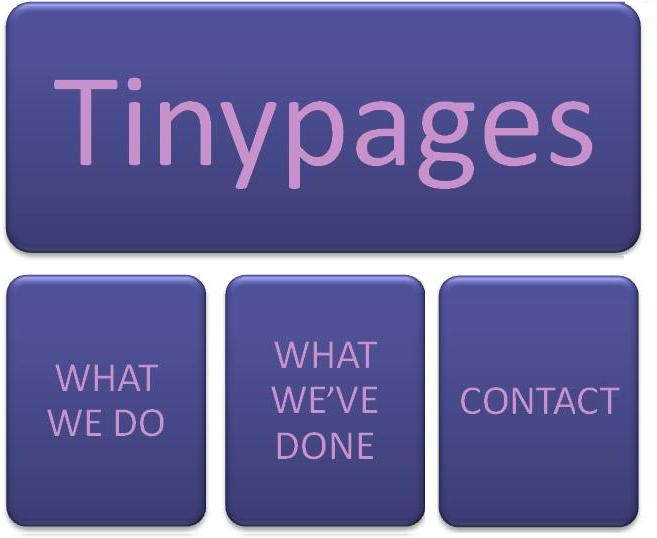 Tinypages
WHAT
WE DO
WHAT
WE’VE
DONE
CONTACT